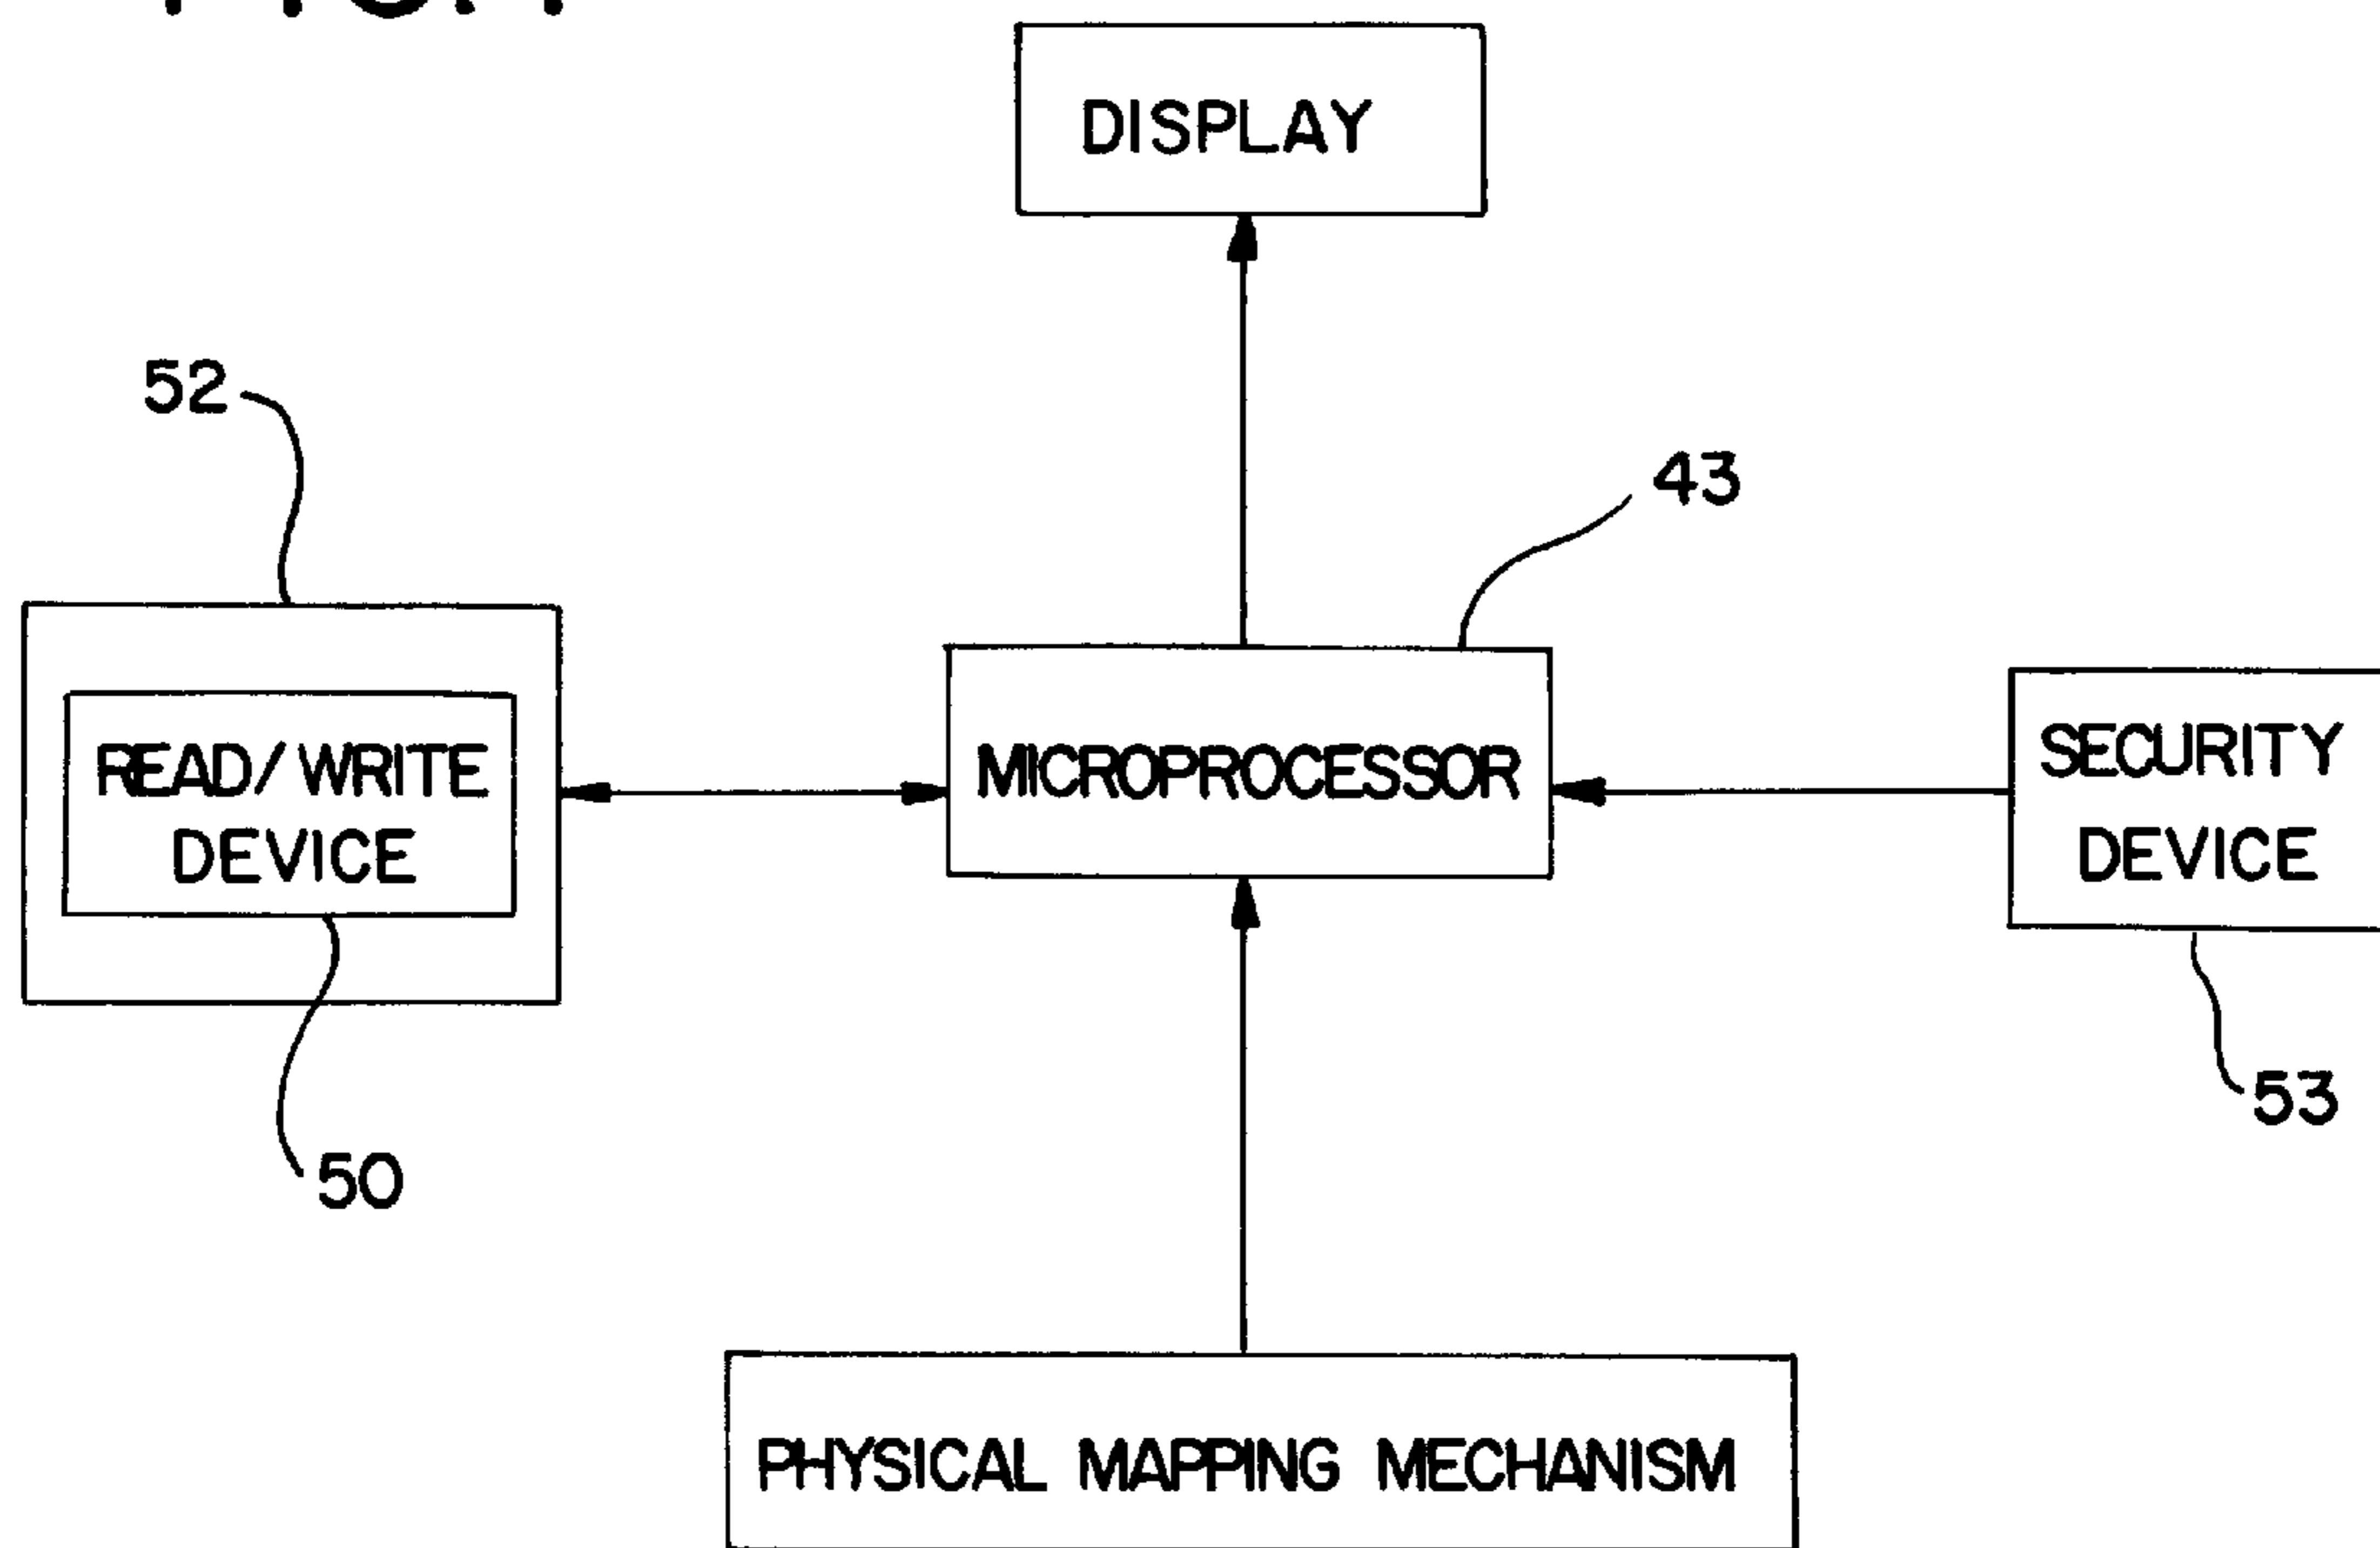 DISPLAY
52
43
READ/WRITE
DEVICE
MICROPROCESSOR
SECURITY
DEVICE
53
50
PHYSICAL MAPPING MECHANISM